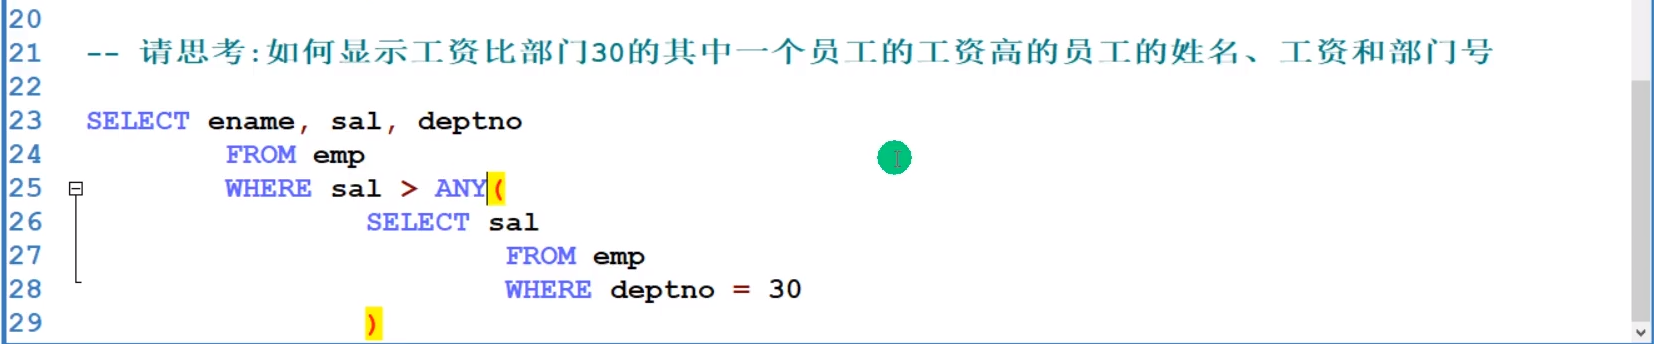 20
21 -- 请思考:如何显示工资比部门30的其中一个员工的工资高的员工的姓名、工资和部门号
22
23 SELECT ename, sal, deptno
24 FROM emp
25 WHERE sal > ANY(
26 SELECT sal
27 FROM emp
28 WHERE deptno = 30
29 )